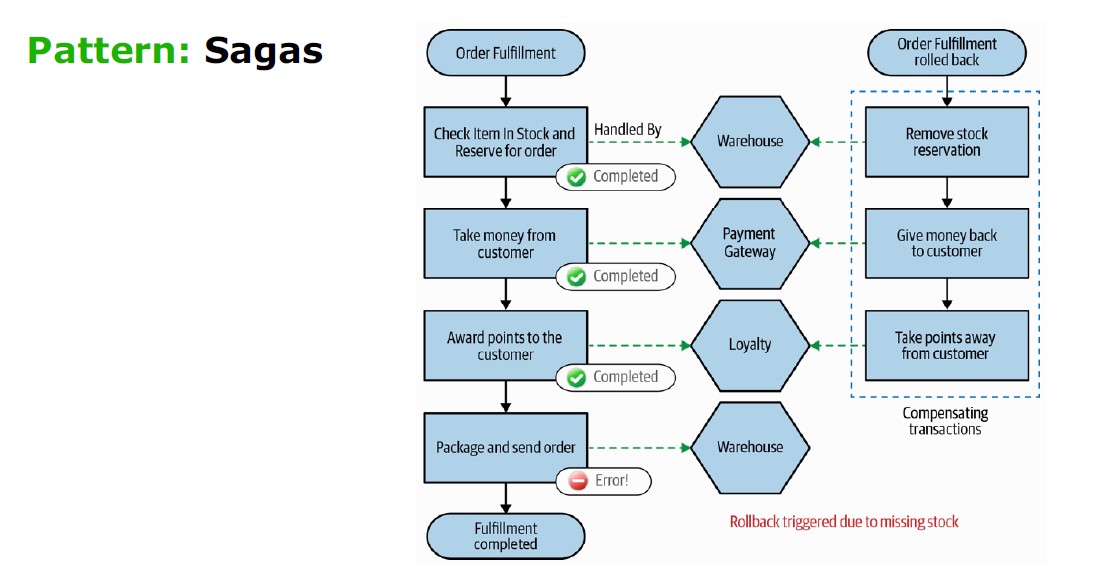 Pattern: Sagas
Order Fulfillment
Order Fulfillment
rolled back
Check Item In Stock and
Reserve for order
Handled By
Warehouse
Remove stock
reservation
Completed
Take money from
customer
Payment
Gateway
Give money back
to customer
Completed
Award points to the
customer
Loyalty
Take points away
from customer
Completed
Compensating
transactions
Package and send order
Warehouse
Error!
Rollback triggered due to missing stock
Fulfillment
completed